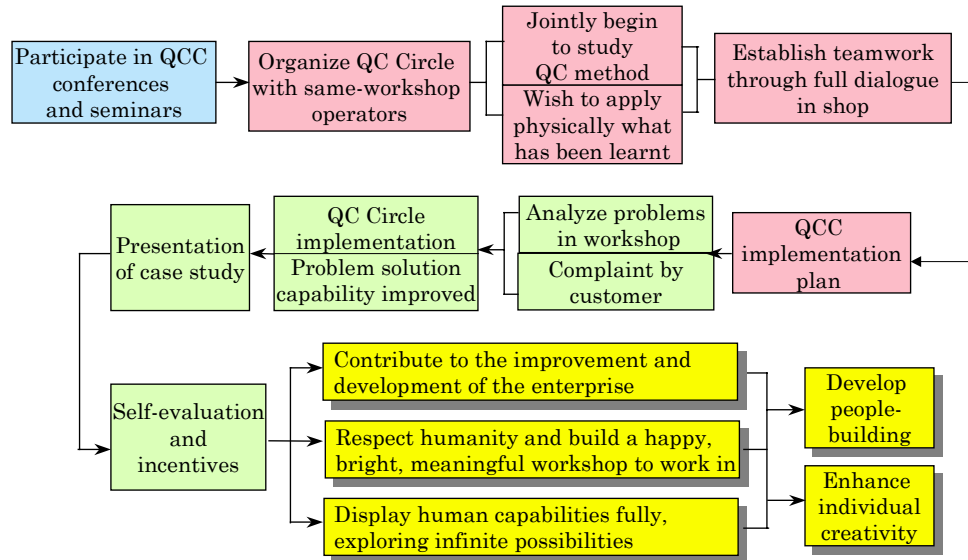 Participate in QCC
conferences
and seminars
Organize QC Circle
with same-workshop
operators
Jointly begin
to study
QC method
Wish to apply
physically what
has been learnt
Establish teamwork
through full dialogue
in shop
QCC
implementation
plan
Analyze problems
in workshop
Complaint by
customer
QC Circle
implementation
Problem solution
capability improved
Presentation
of case study
Self-evaluation
and
incentives
Contribute to the improvement and
development of the enterprise
Respect humanity and build a happy,
bright, meaningful workshop to work in
Display human capabilities fully,
exploring infinite possibilities
Develop
people-
building
Enhance
individual
creativity